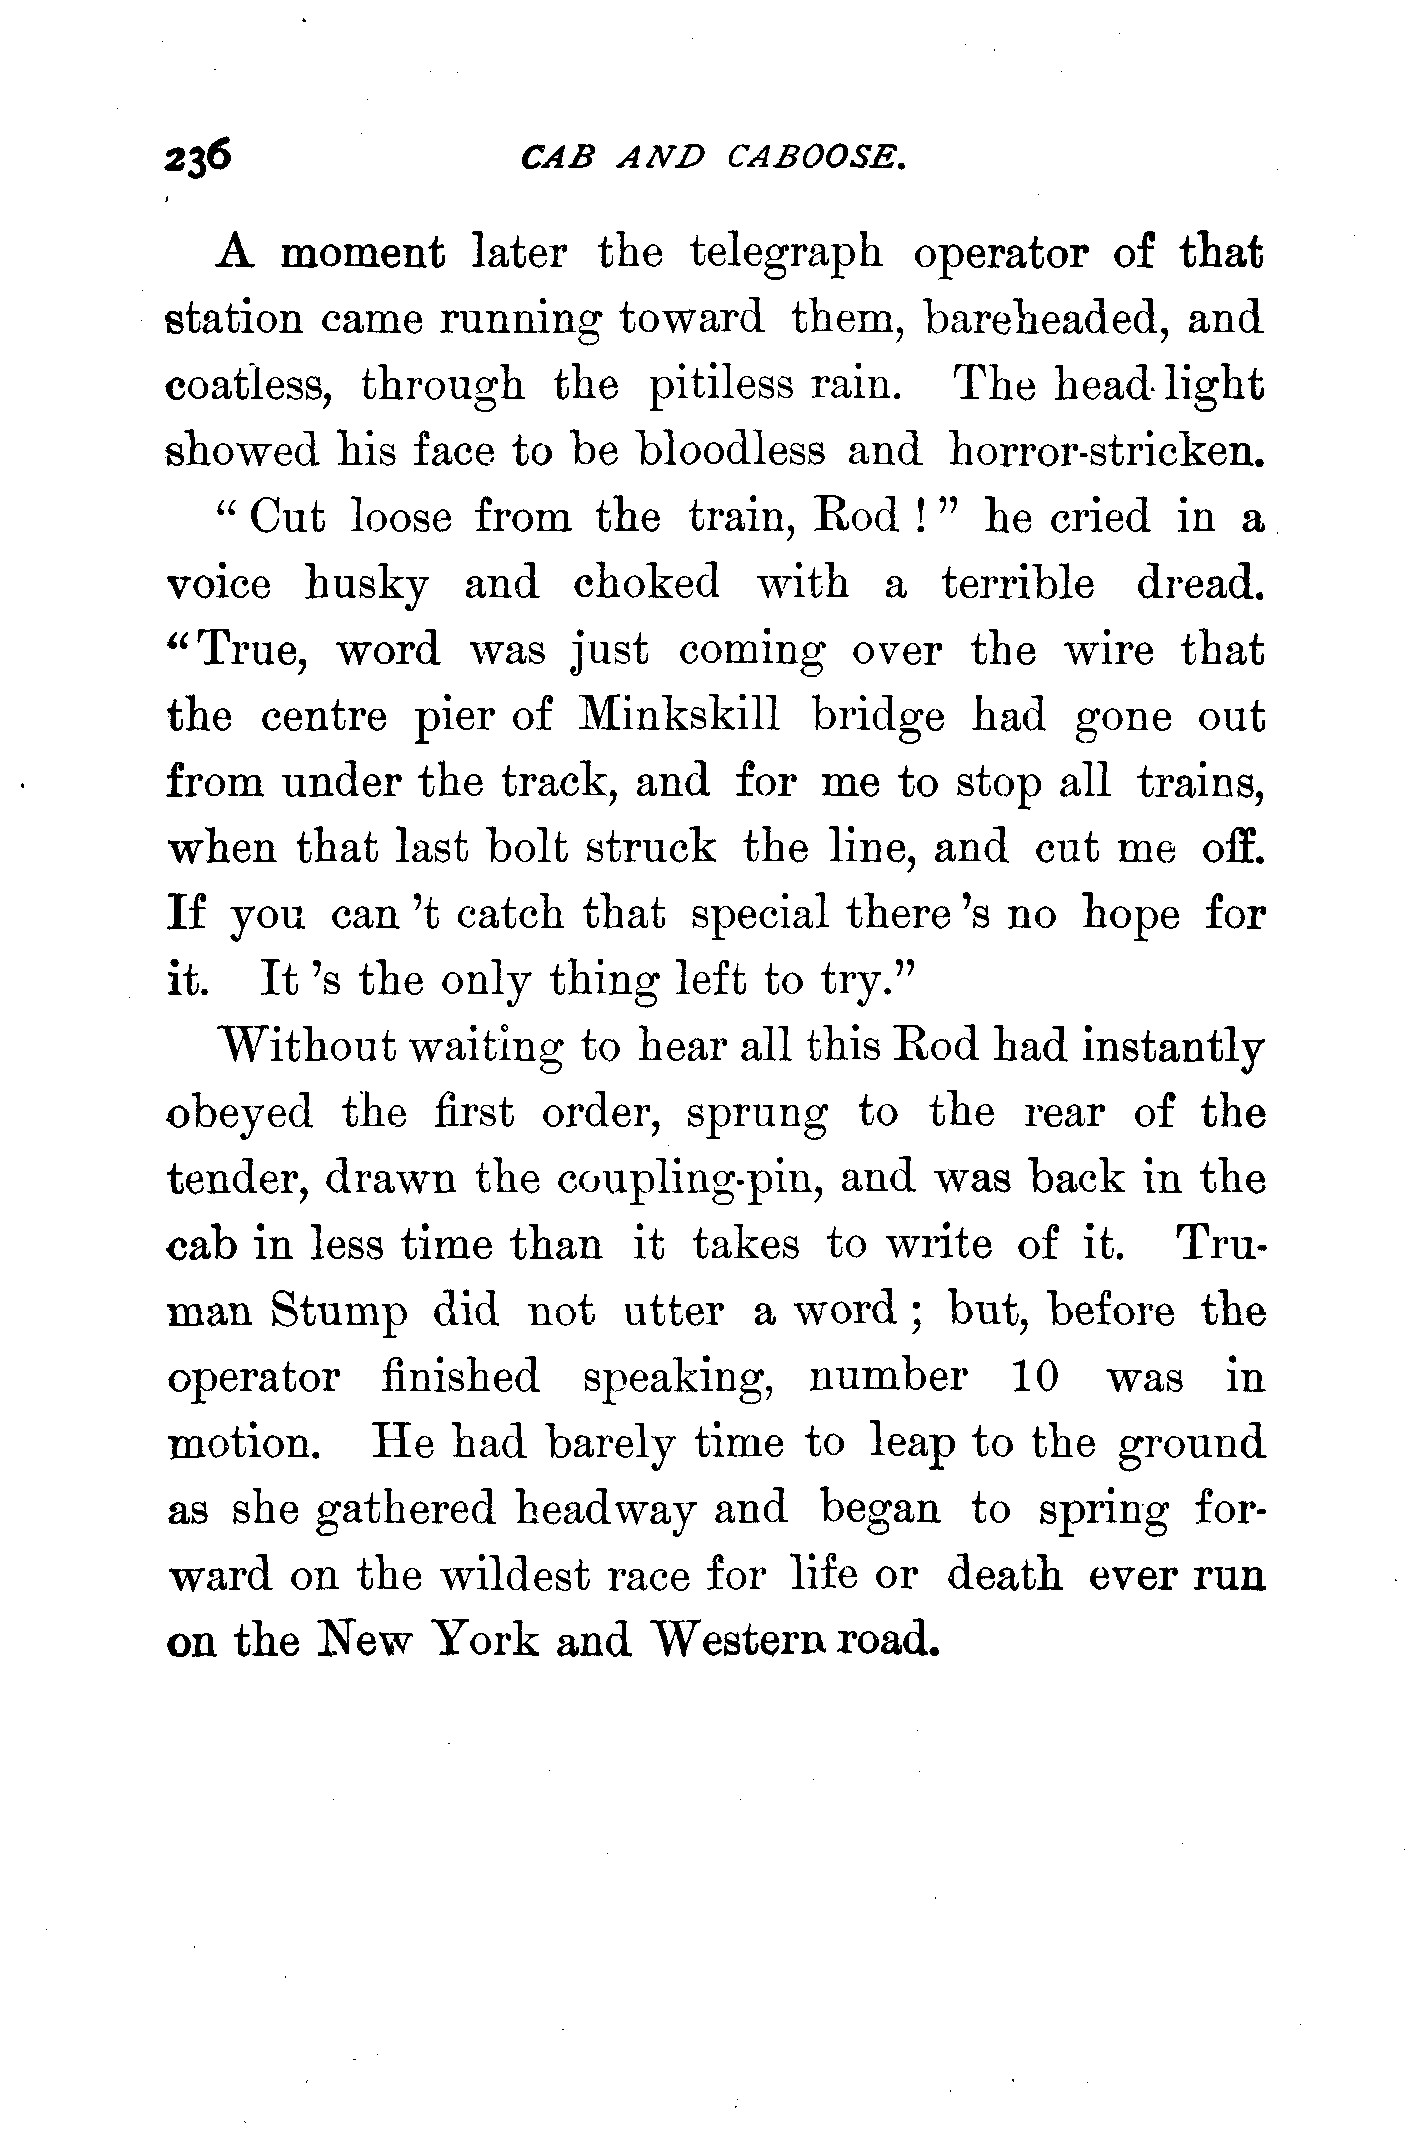 236 CAB AND CABOOSE.
A moment later the telegraph operator of that
station came running toward them, bareheaded, and
coatless, through the pitiless rain. The head-light
showed his face to be bloodless and horror-stricken.
“ Cut loose from the train, Rod ! ” he cried in a
voice husky and choked with a terrible dread.
“True, word was just coming over the wire that
the centre pier of Minkskill bridge had gone out
from under the track, and for me to stop all trains,
when that last bolt struck the line, and cut me off.
If you can ’t catch that special there ’s no hope for
it. It ’s the only thing left to try.”
Without waiting to hear all this Rod had instantly
obeyed the first order, sprung to the rear of the
tender, drawn the coupling-pin, and was back in the
cab in less time than it takes to write of it. Tru-
man Stump did not utter a word ; but, before the
operator finished speaking, number 10 was in
motion. He had barely time to leap to the ground
as she gathered headway and began to spring for-
ward on the wildest race for life or death ever run
on the New York and Western road.